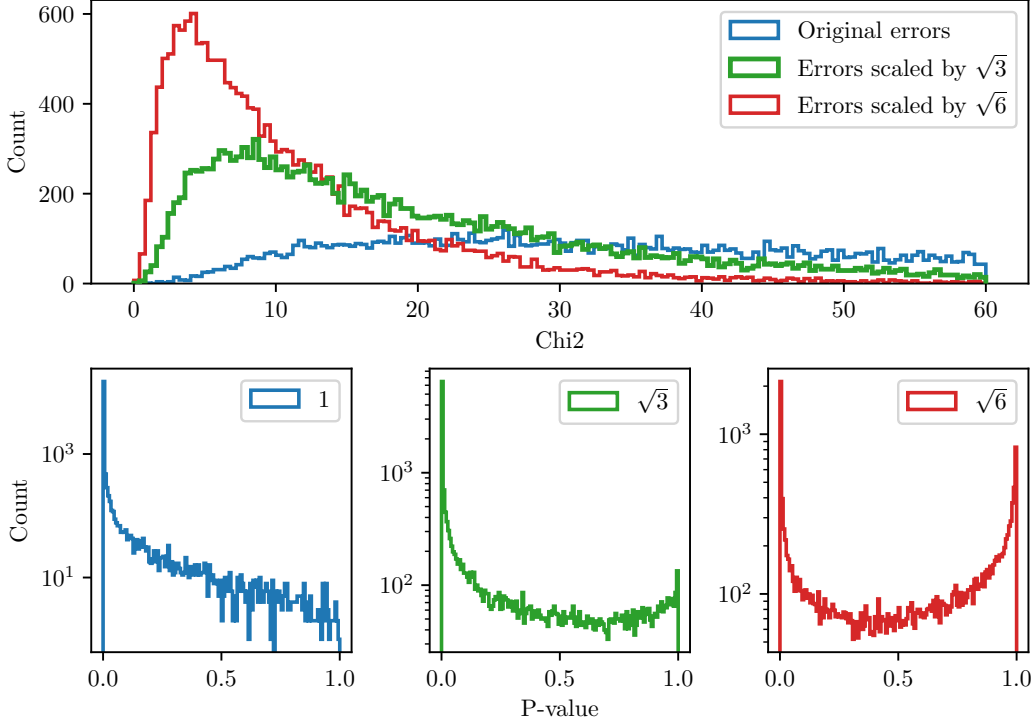 600
400
200
0
Count
Original errors
Errors scaled by √3
Errors scaled by √6
0 10 20 30 40 50 60
Chi2
10³
10¹
Count
1
0.0 0.5 1.0
10³
10²
√3
0.0 0.5 1.0
10³
10²
√6
0.0 0.5 1.0
P-value